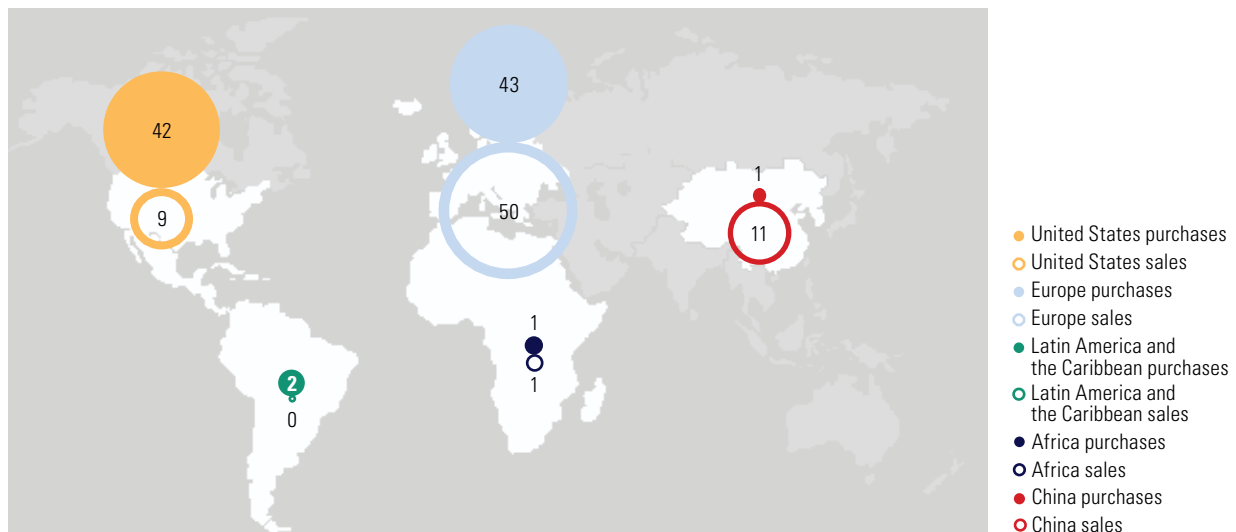 42
9
43
50
1
11
1
1
2
0
United States purchases
United States sales
Europe purchases
Europe sales
Latin America and
the Caribbean purchases
Latin America and
the Caribbean sales
Africa purchases
Africa sales
China purchases
China sales